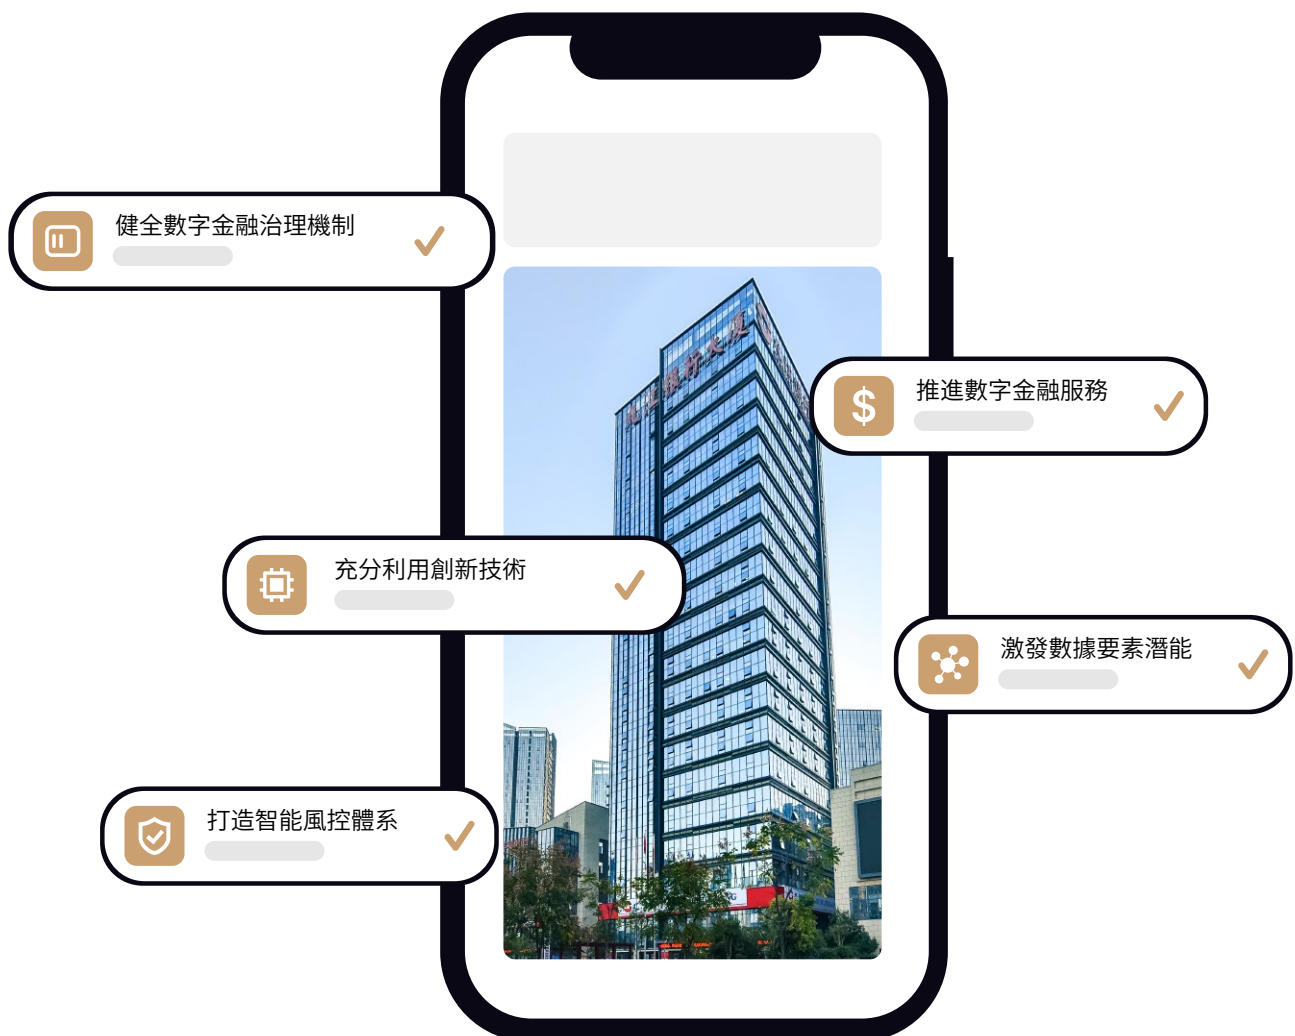 健全數字金融治理機制
推進數字金融服務
充分利用創新技術
激發數據要素潛能
打造智能風控體系